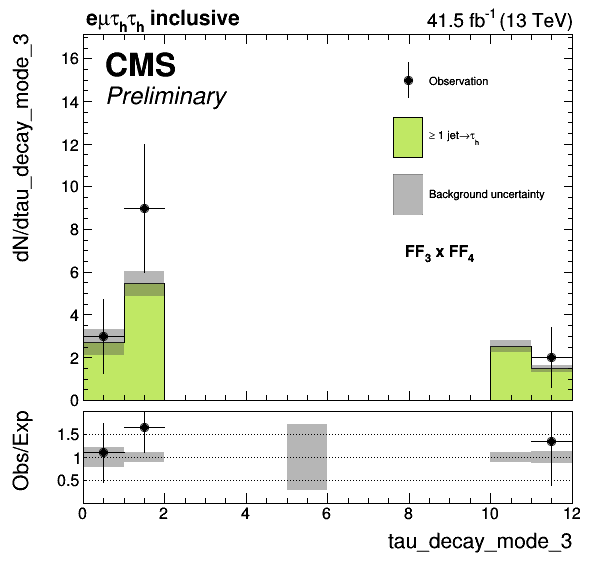 eμτₕτₕ inclusive
41.5 fb⁻¹ (13 TeV)
dN/dtau_decay_mode_3
16
14
12
10
8
6
4
2
0
CMS
Preliminary
Observation
≥ 1 jet→τₕ
Background uncertainty
FF₃ x FF₄
Obs/Exp
1.5
1
0.5
0 2 4 6 8 10 12
tau_decay_mode_3